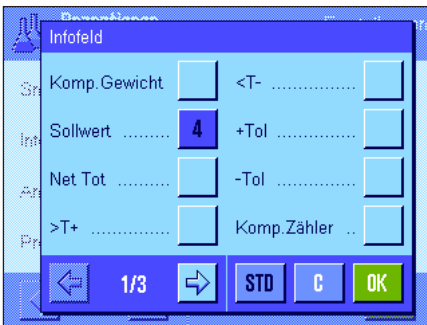 Infofeld
Komp.Gewicht
<T- ................
Sollwert ......... 4
+Tol ................
Net Tot ..........
-Tol ................
>T+ ................
Komp.Zähler ..
1/3
STD
C
OK